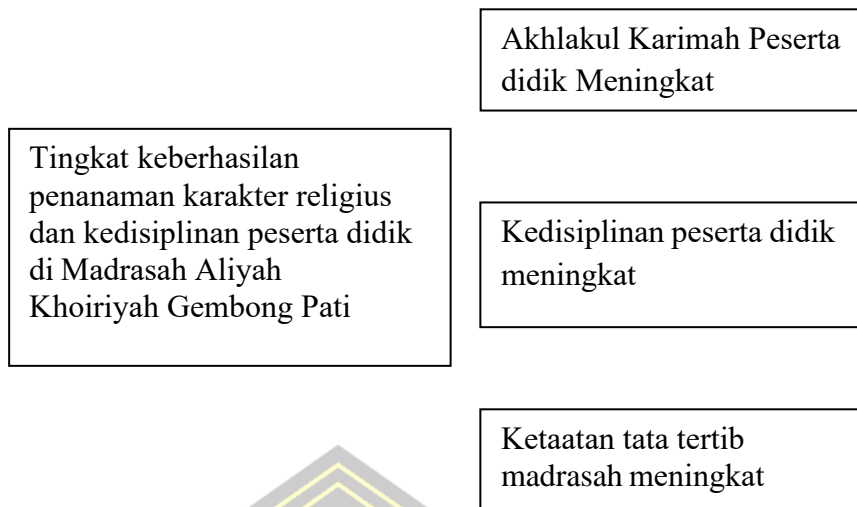 Akhlakul Karimah Peserta
didik Meningkat
Tingkat keberhasilan
penanaman karakter religius
dan kedisiplinan peserta didik
di Madrasah Aliyah
Khoiriyah Gembong Pati
Kedisiplinan peserta didik
meningkat
Ketaatan tata tertib
madrasah meningkat